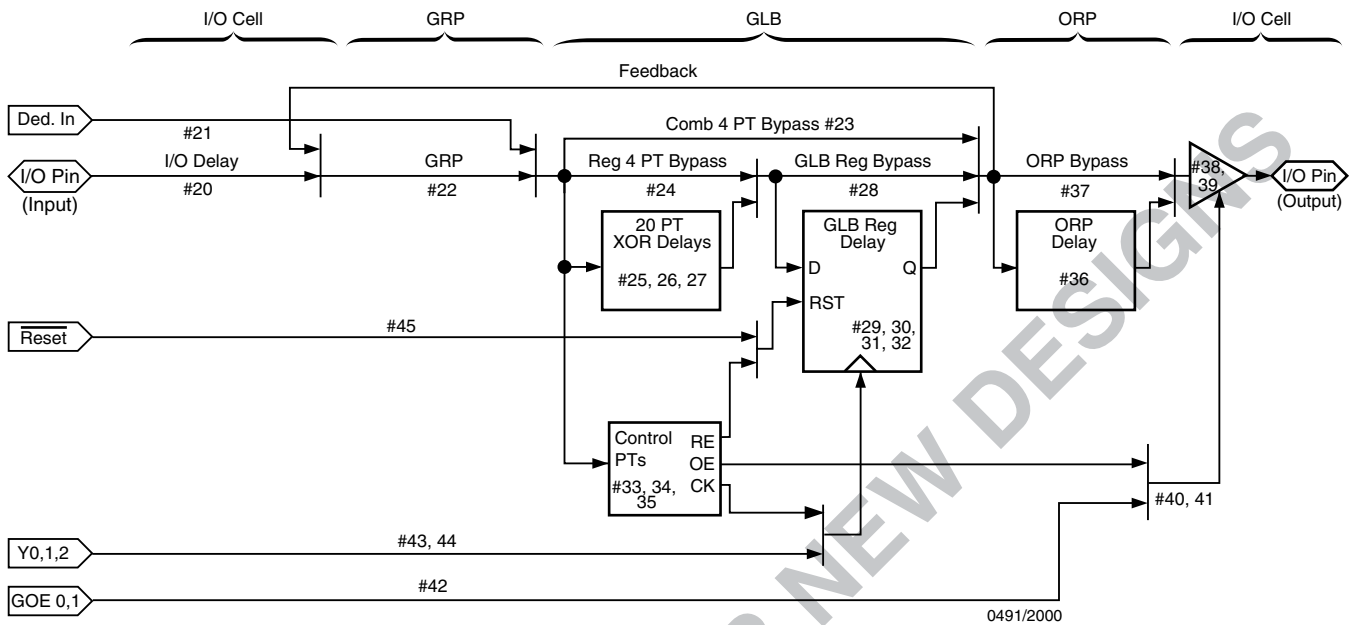 I/O Cell
GRP
GLB
ORP
I/O Cell
Feedback
Ded. In
#21
Comb 4 PT Bypass #23
I/O Pin
(Input)
I/O Delay
#20
GRP
#22
Reg 4 PT Bypass
#24
GLB Reg Bypass
#28
ORP Bypass
#37
#38,
39
I/O Pin
(Output)
20 PT
XOR Delays
#25, 26, 27
GLB Reg
Delay
D
Q
RST
#29, 30,
31, 32
ORP
Delay
#36
Reset
#45
Control
PTs
#33, 34,
35
RE
OE
CK
#40, 41
Y0,1,2
#43, 44
GOE 0,1
#42
0491/2000
NEW DESIGNS